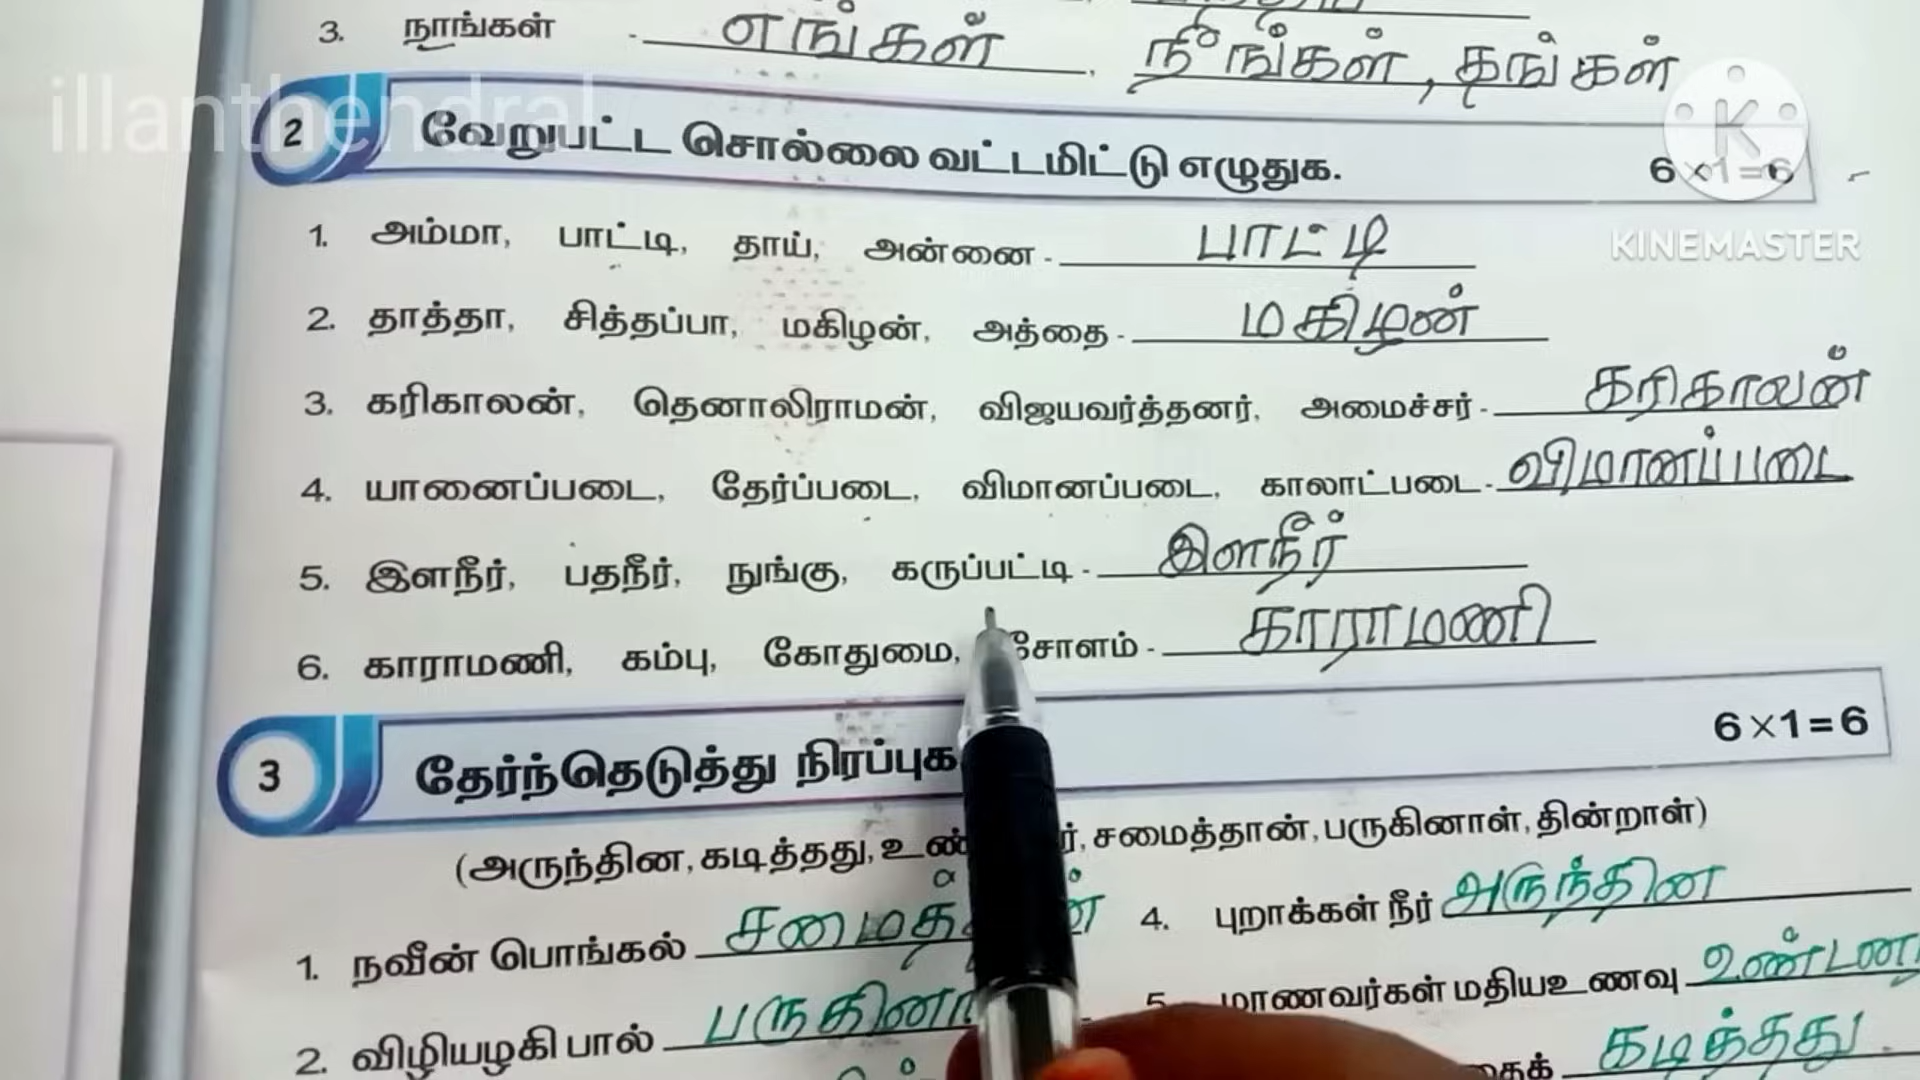 3. நாங்கள் - எங்கள், நீங்கள், தங்கள்
illanthendral
2 வேறுபட்ட சொல்லை வட்டமிட்டு எழுதுக. 6×1=6
K
KINEMASTER
1. அம்மா, பாட்டி, தாய், அன்னை - பாட்டி
2. தாத்தா, சித்தப்பா, மகிழன், அத்தை - மகிழன்
3. கரிகாலன், தெனாலிராமன், விஜயவர்த்தனர், அமைச்சர் - கரிகாலன்
4. யானைப்படை, தேர்ப்படை, விமானப்படை, காலாட்படை - விமானப்படை
5. இளநீர், பதநீர், நுங்கு, கருப்பட்டி - இளநீர்
6. காராமணி, கம்பு, கோதுமை, சோளம் - காராமணி
3 தேர்ந்தெடுத்து நிரப்புக 6×1=6
(அருந்தின, கடித்தது, சமைத்தான், பருகினாள், தின்றாள்)
1. நவீன் பொங்கல்
4. புறாக்கள் நீர் அருந்தின
2. விழியழகி பால்
5. மாணவர்கள் மதியஉணவு
கடித்தது